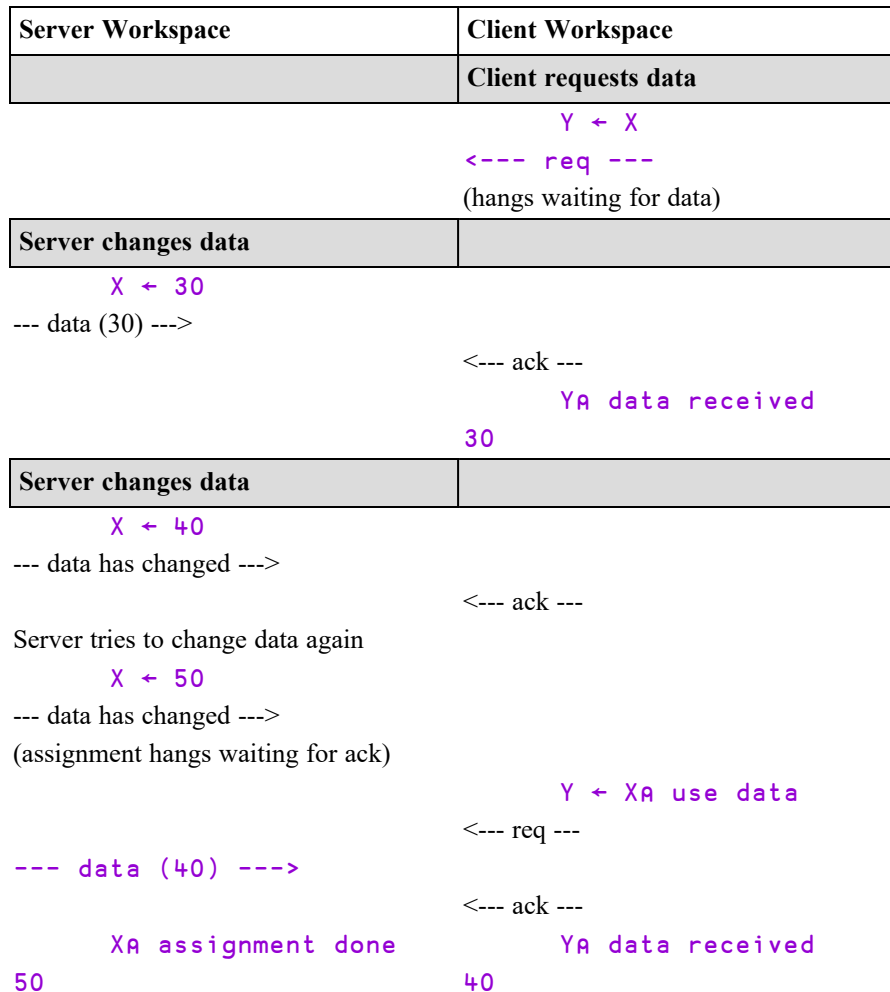 Server Workspace Client Workspace
Client requests data
Y ← X
<--- req ---
(hangs waiting for data)
Server changes data
X ← 30
--- data (30) --->
<--- ack ---
Y⍝ data received
30
Server changes data
X ← 40
--- data has changed --->
<--- ack ---
Server tries to change data again
X ← 50
--- data has changed --->
(assignment hangs waiting for ack)
Y ← X⍝ use data
<--- req ---
--- data (40) --->
<--- ack ---
X⍝ assignment done Y⍝ data received
50 40